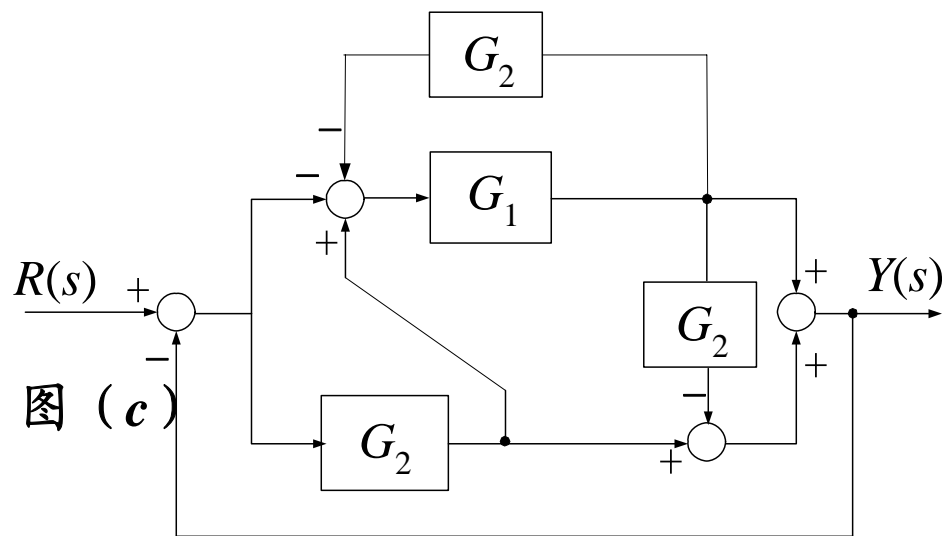 G₂
−
−
G₁
+
R(s)
+
+
Y(s)
G₂
−
+
−
图（c）
G₂
+